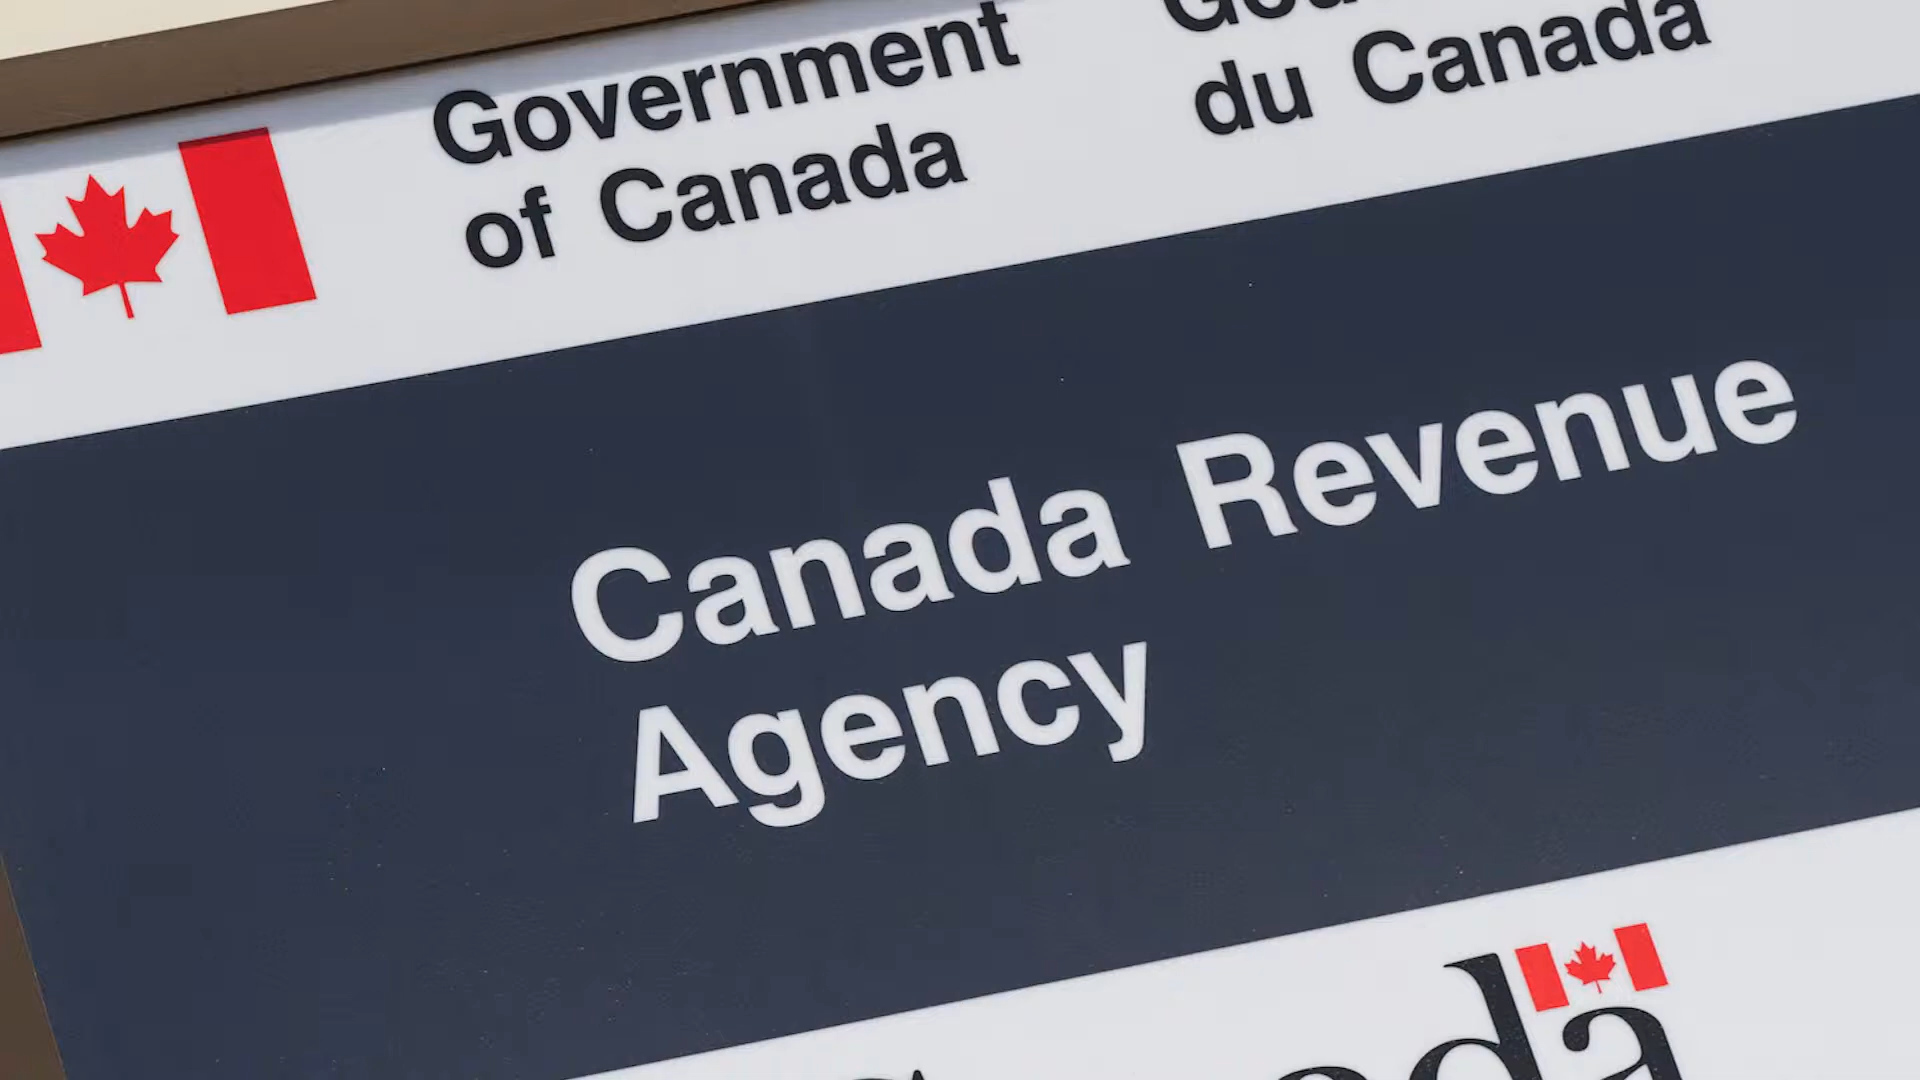 Government
of Canada
du Canada
Canada Revenue
Agency